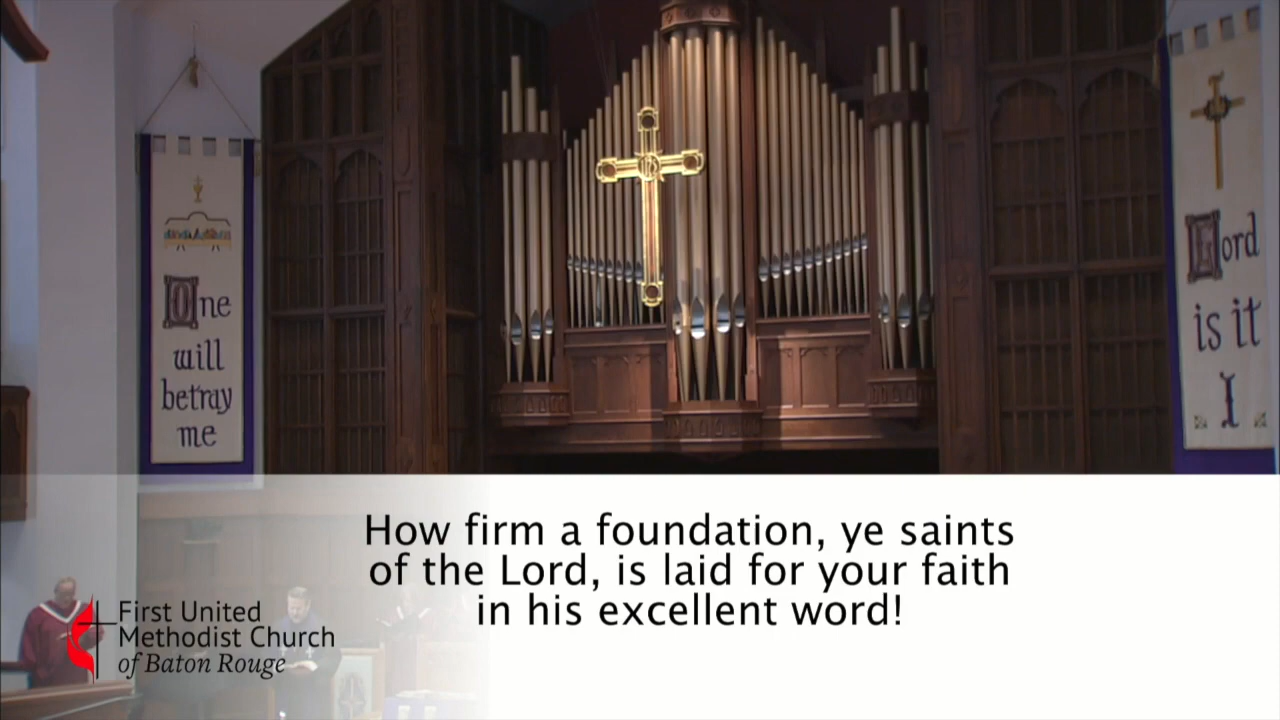 One
will
betray
me
Lord
is it
I
How firm a foundation, ye saints
of the Lord, is laid for your faith
in his excellent word!
First United
Methodist Church
of Baton Rouge